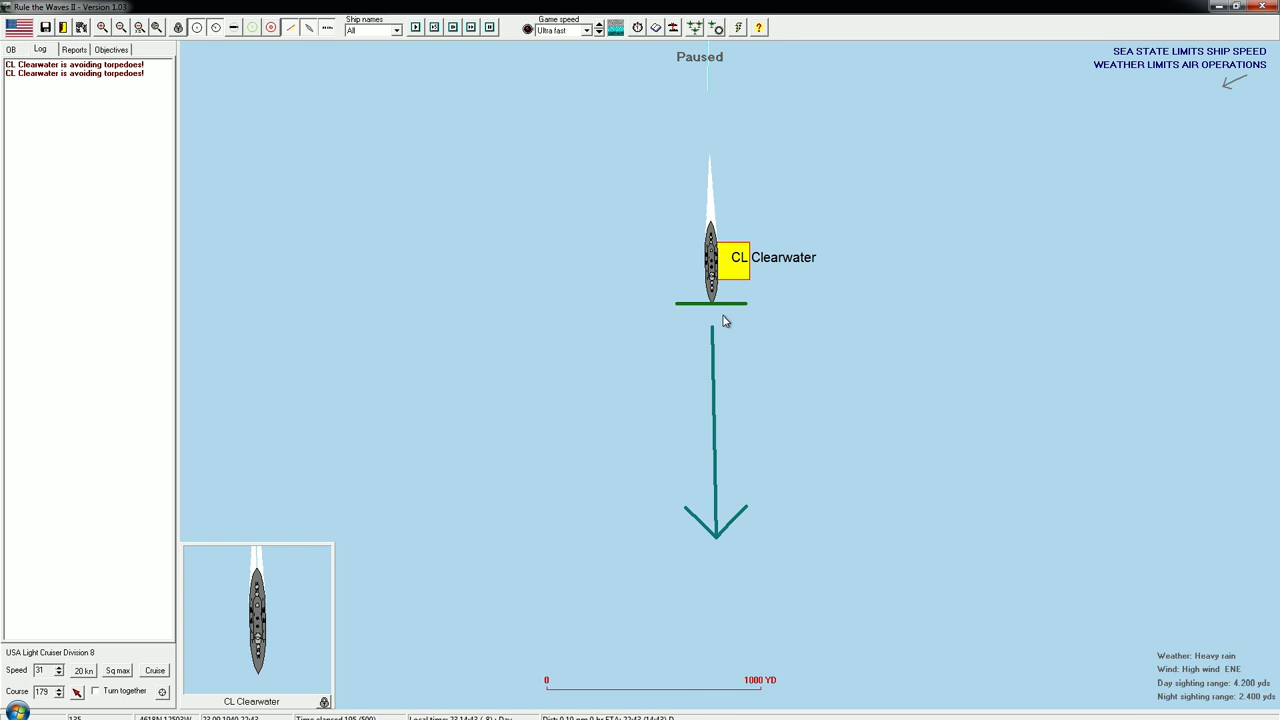 Rule the Waves II - Version 1.03
Ship names
All
Game speed
Ultra fast
OB Log Reports Objectives
CL Clearwater is avoiding torpedoes!
CL Clearwater is avoiding torpedoes!
Paused
SEA STATE LIMITS SHIP SPEED
WEATHER LIMITS AIR OPERATIONS
CL Clearwater
USA Light Cruiser Division 8
Speed 31 20 kn Sq max Cruise
Course 179 Turn together
CL Clearwater
0 1000 YD
Weather: Heavy rain
Wind: High wind ENE
Day sighting range: 4.200 yds
Night sighting range: 2.400 yds